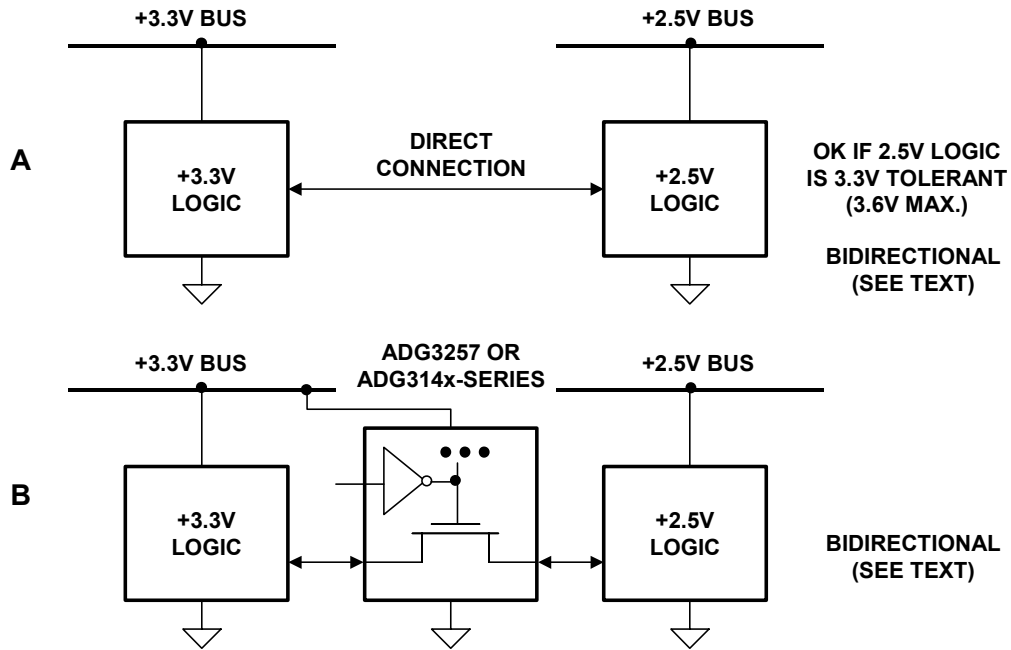 +3.3V BUS
+2.5V BUS
A
+3.3V
LOGIC
DIRECT
CONNECTION
+2.5V
LOGIC
OK IF 2.5V LOGIC
IS 3.3V TOLERANT
(3.6V MAX.)
BIDIRECTIONAL
(SEE TEXT)
+3.3V BUS
ADG3257 OR
ADG314x-SERIES
+2.5V BUS
B
+3.3V
LOGIC
+2.5V
LOGIC
BIDIRECTIONAL
(SEE TEXT)